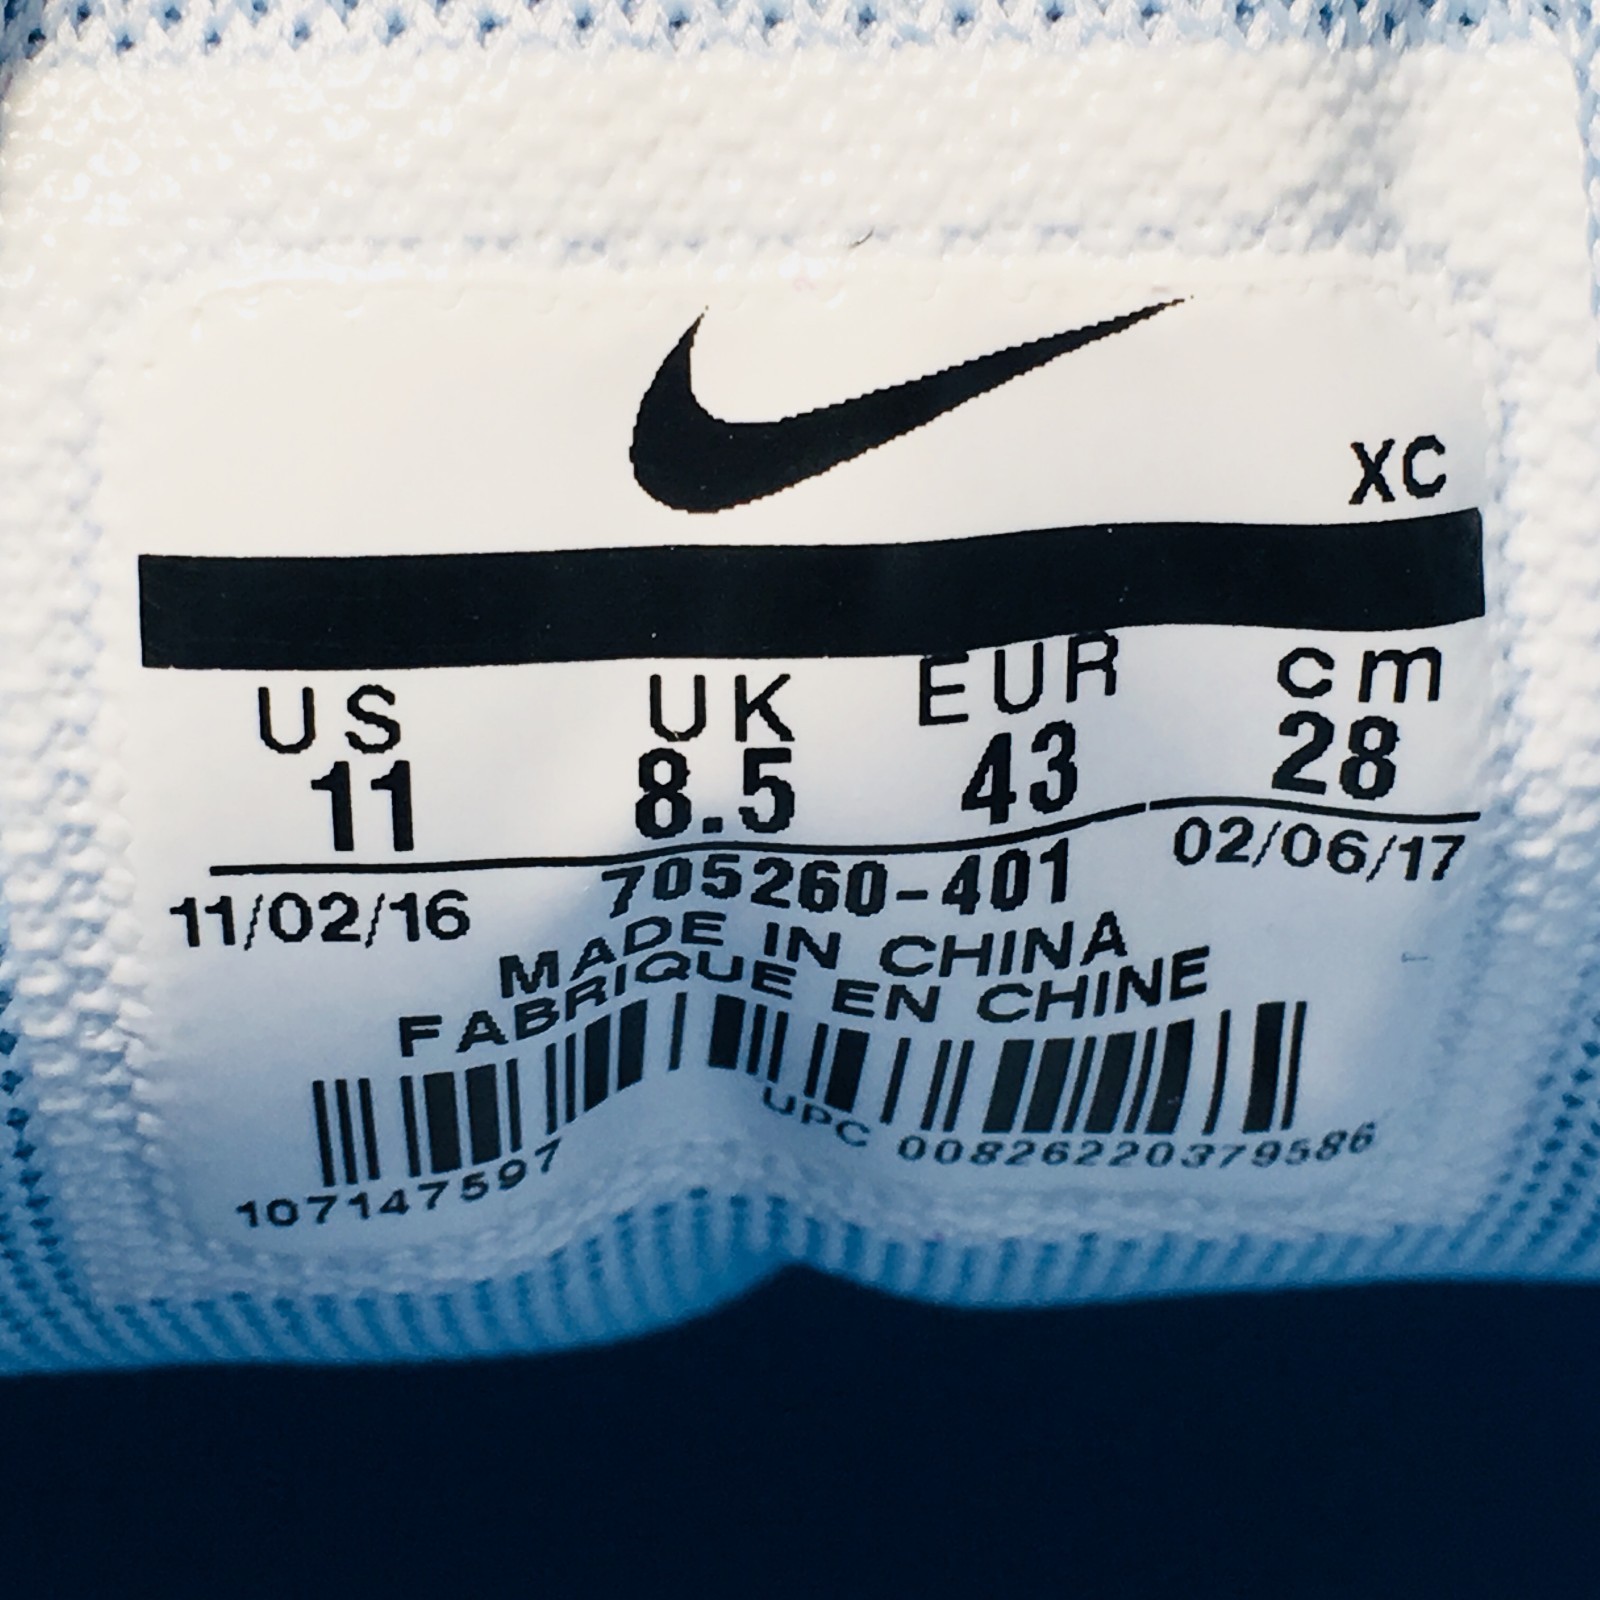 XC
US UK EUR cm
11 8.5 43 28
11/02/16 705260-401 02/06/17
MADE IN CHINA
FABRIQUE EN CHINE
UPC 00826220379586
107147597